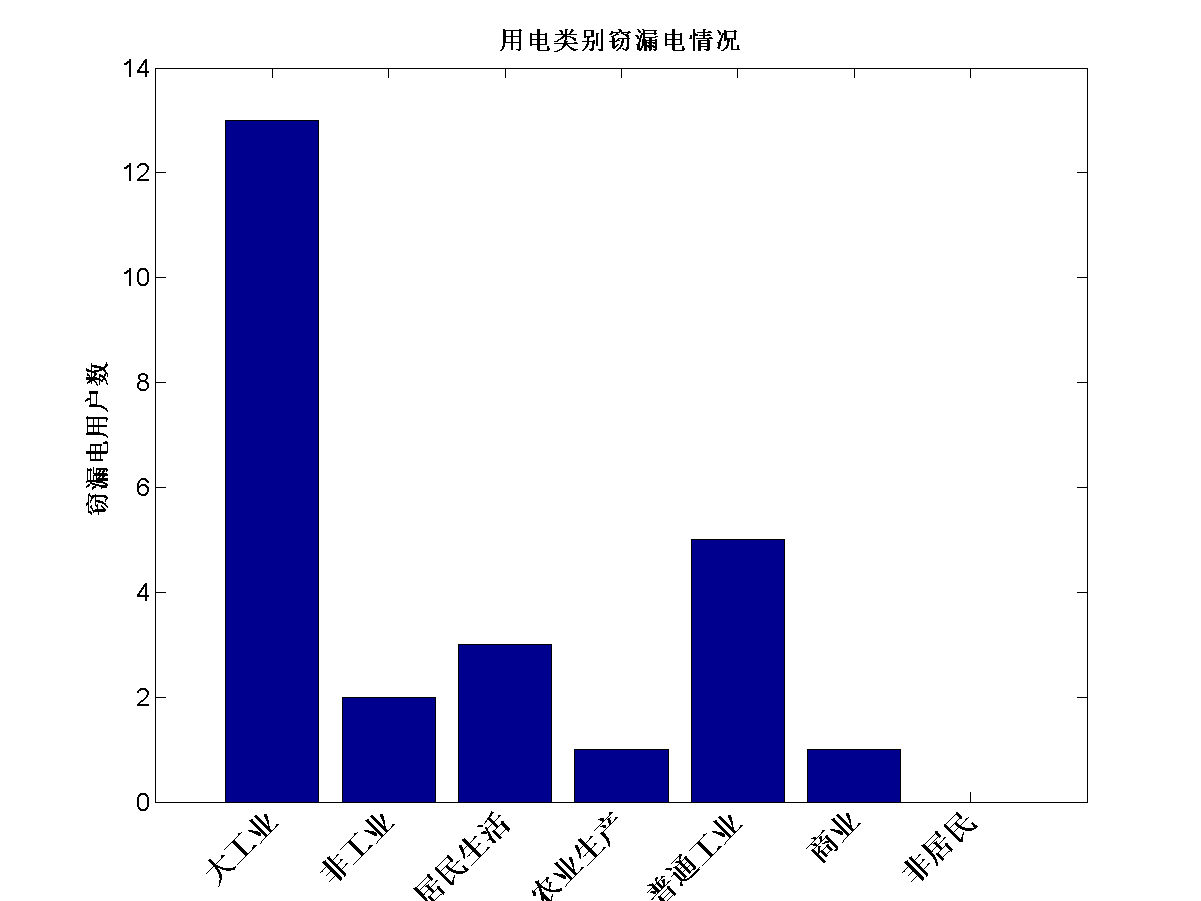 用电类别窃漏电情况
14
12
10
8
6
4
2
0
窃漏电用户数
大工业
非工业
居民生活
农业生产
普通工业
商业
非居民